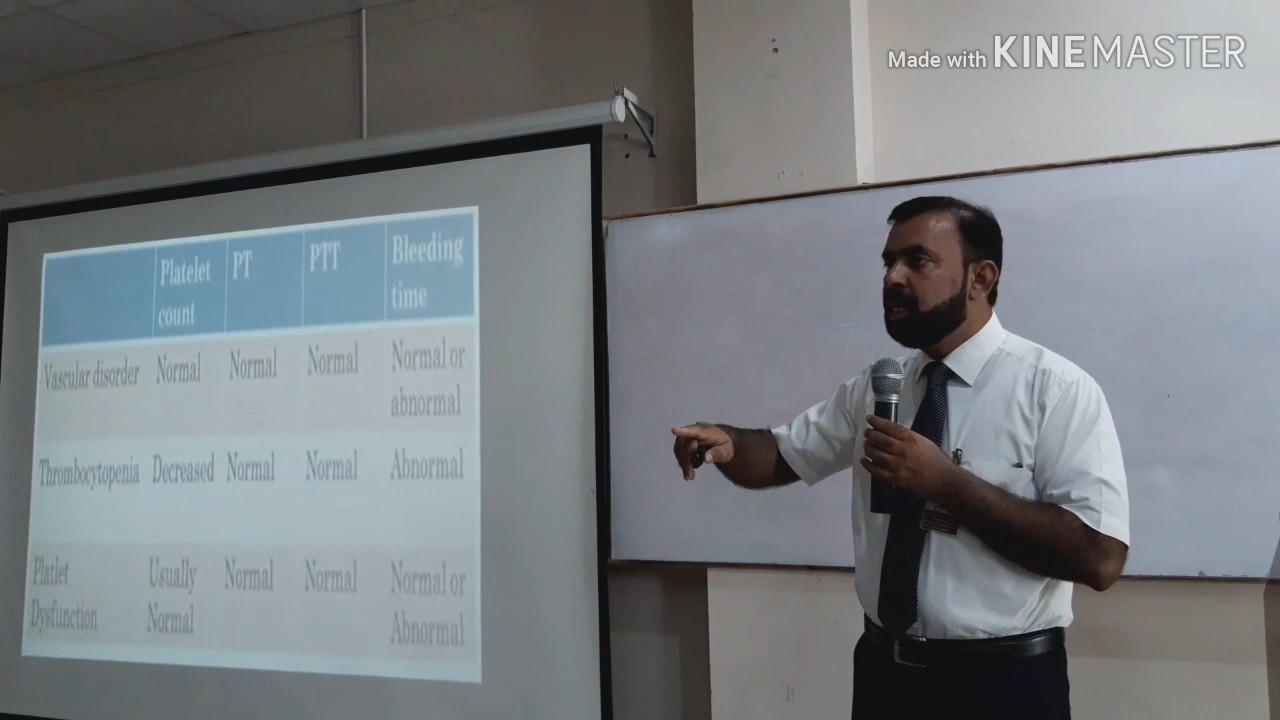 Made with KINEMASTER
Platelet count PT PTT Bleeding time
Vascular disorder Normal Normal Normal Normal or abnormal
Thrombocytopenia Decreased Normal Normal Abnormal
Platlet Dysfunction Usually Normal Normal Normal Normal or Abnormal